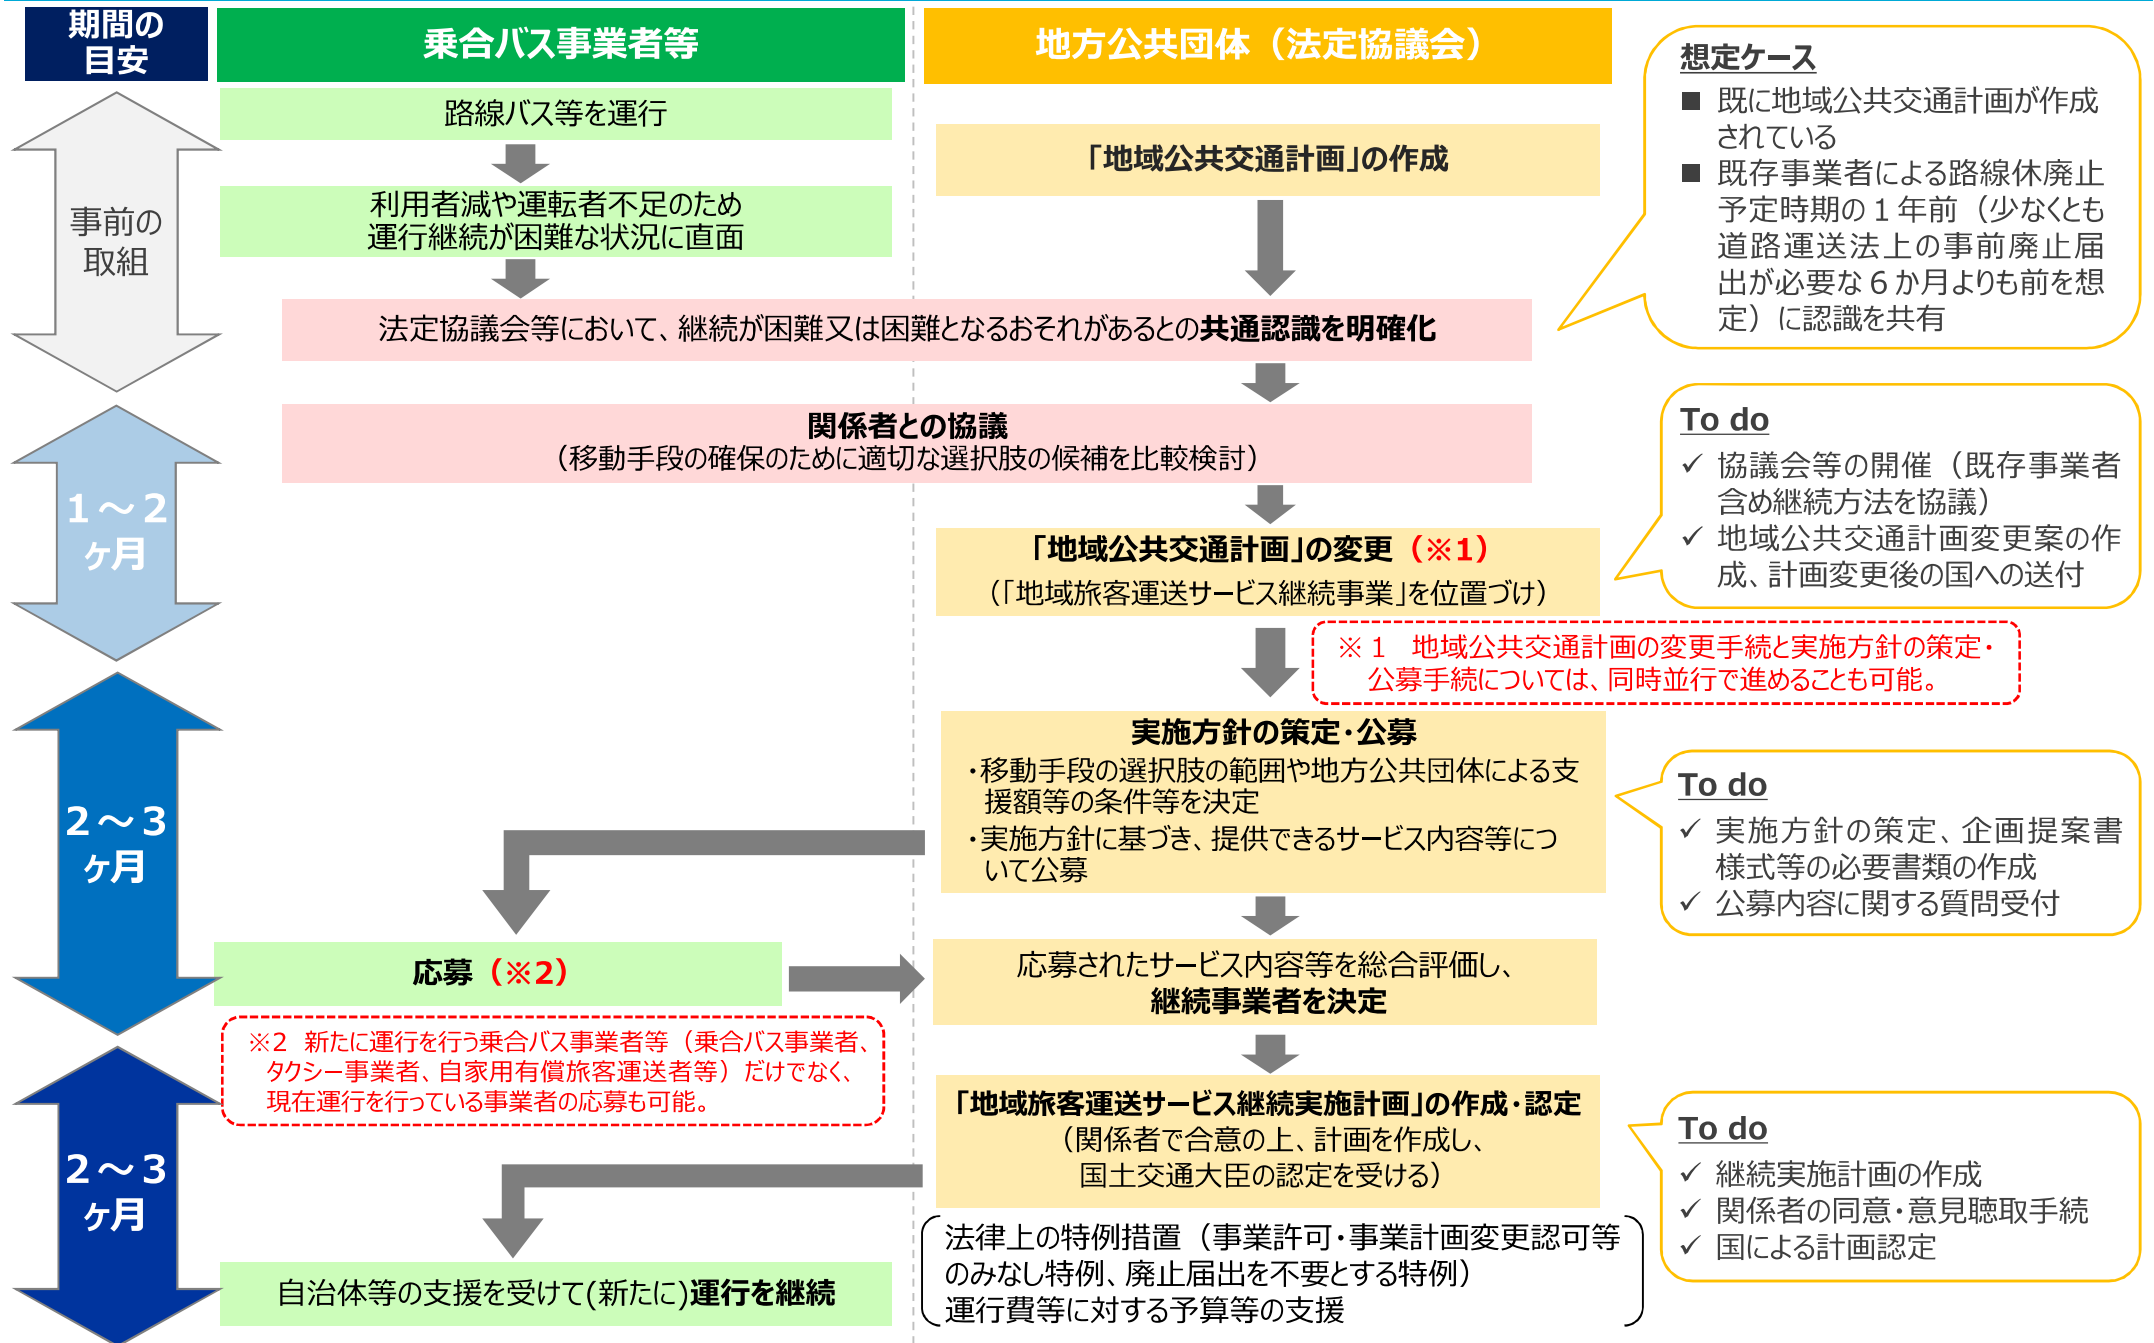 期間の
目安
乗合バス事業者等
地方公共団体（法定協議会）
事前の
取組
路線バス等を運行
利用者減や運転者不足のため
運行継続が困難な状況に直面
「地域公共交通計画」の作成
法定協議会等において、継続が困難又は困難となるおそれがあるとの共通認識を明確化
想定ケース
■ 既に地域公共交通計画が作成
されている
■ 既存事業者による路線休廃止
予定時期の１年前（少なくとも
道路運送法上の事前廃止届
出が必要な６か月よりも前を想
定）に認識を共有
１～２
ヶ月
関係者との協議
（移動手段の確保のために適切な選択肢の候補を比較検討）
「地域公共交通計画」の変更（※1）
（「地域旅客運送サービス継続事業」を位置づけ）
To do
✓ 協議会等の開催（既存事業者
含め継続方法を協議）
✓ 地域公共交通計画変更案の作
成、計画変更後の国への送付
※１　地域公共交通計画の変更手続と実施方針の策定・
公募手続については、同時並行で進めることも可能。
２～３
ヶ月
実施方針の策定・公募
・移動手段の選択肢の範囲や地方公共団体による支
援額等の条件等を決定
・実施方針に基づき、提供できるサービス内容等につ
いて公募
To do
✓ 実施方針の策定、企画提案書
様式等の必要書類の作成
✓ 公募内容に関する質問受付
応募（※2）
※2　新たに運行を行う乗合バス事業者等（乗合バス事業者、
タクシー事業者、自家用有償旅客運送者等）だけでなく、
現在運行を行っている事業者の応募も可能。
応募されたサービス内容等を総合評価し、
継続事業者を決定
２～３
ヶ月
「地域旅客運送サービス継続実施計画」の作成・認定
（関係者で合意の上、計画を作成し、
国土交通大臣の認定を受ける）
To do
✓ 継続実施計画の作成
✓ 関係者の同意・意見聴取手続
✓ 国による計画認定
法律上の特例措置（事業許可・事業計画変更認可等
のみなし特例、廃止届出を不要とする特例）
運行費等に対する予算等の支援
自治体等の支援を受けて(新たに)運行を継続